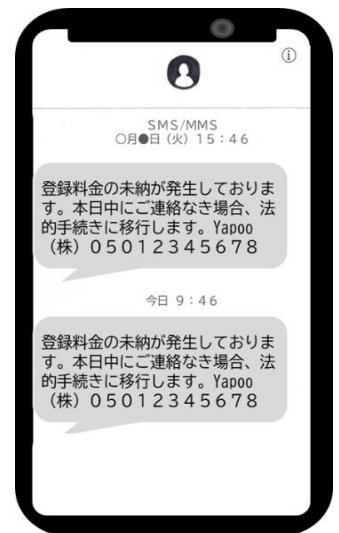 SMS/MMS
○月●日（火）15：46
登録料金の未納が発生しておりま
す。本日中にご連絡なき場合、法
的手続きに移行します。Yapoo
（株）05012345678
今日 9：46
登録料金の未納が発生しておりま
す。本日中にご連絡なき場合、法
的手続きに移行します。Yapoo
（株）05012345678